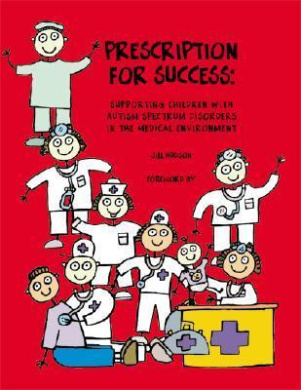 PRESCRIPTION
FOR SUCCESS:
SUPPORTING CHILDREN WITH
AUTISM SPECTRUM DISORDERS
IN THE MEDICAL ENVIRONMENT
JILL HUDSON
FOREWORD BY